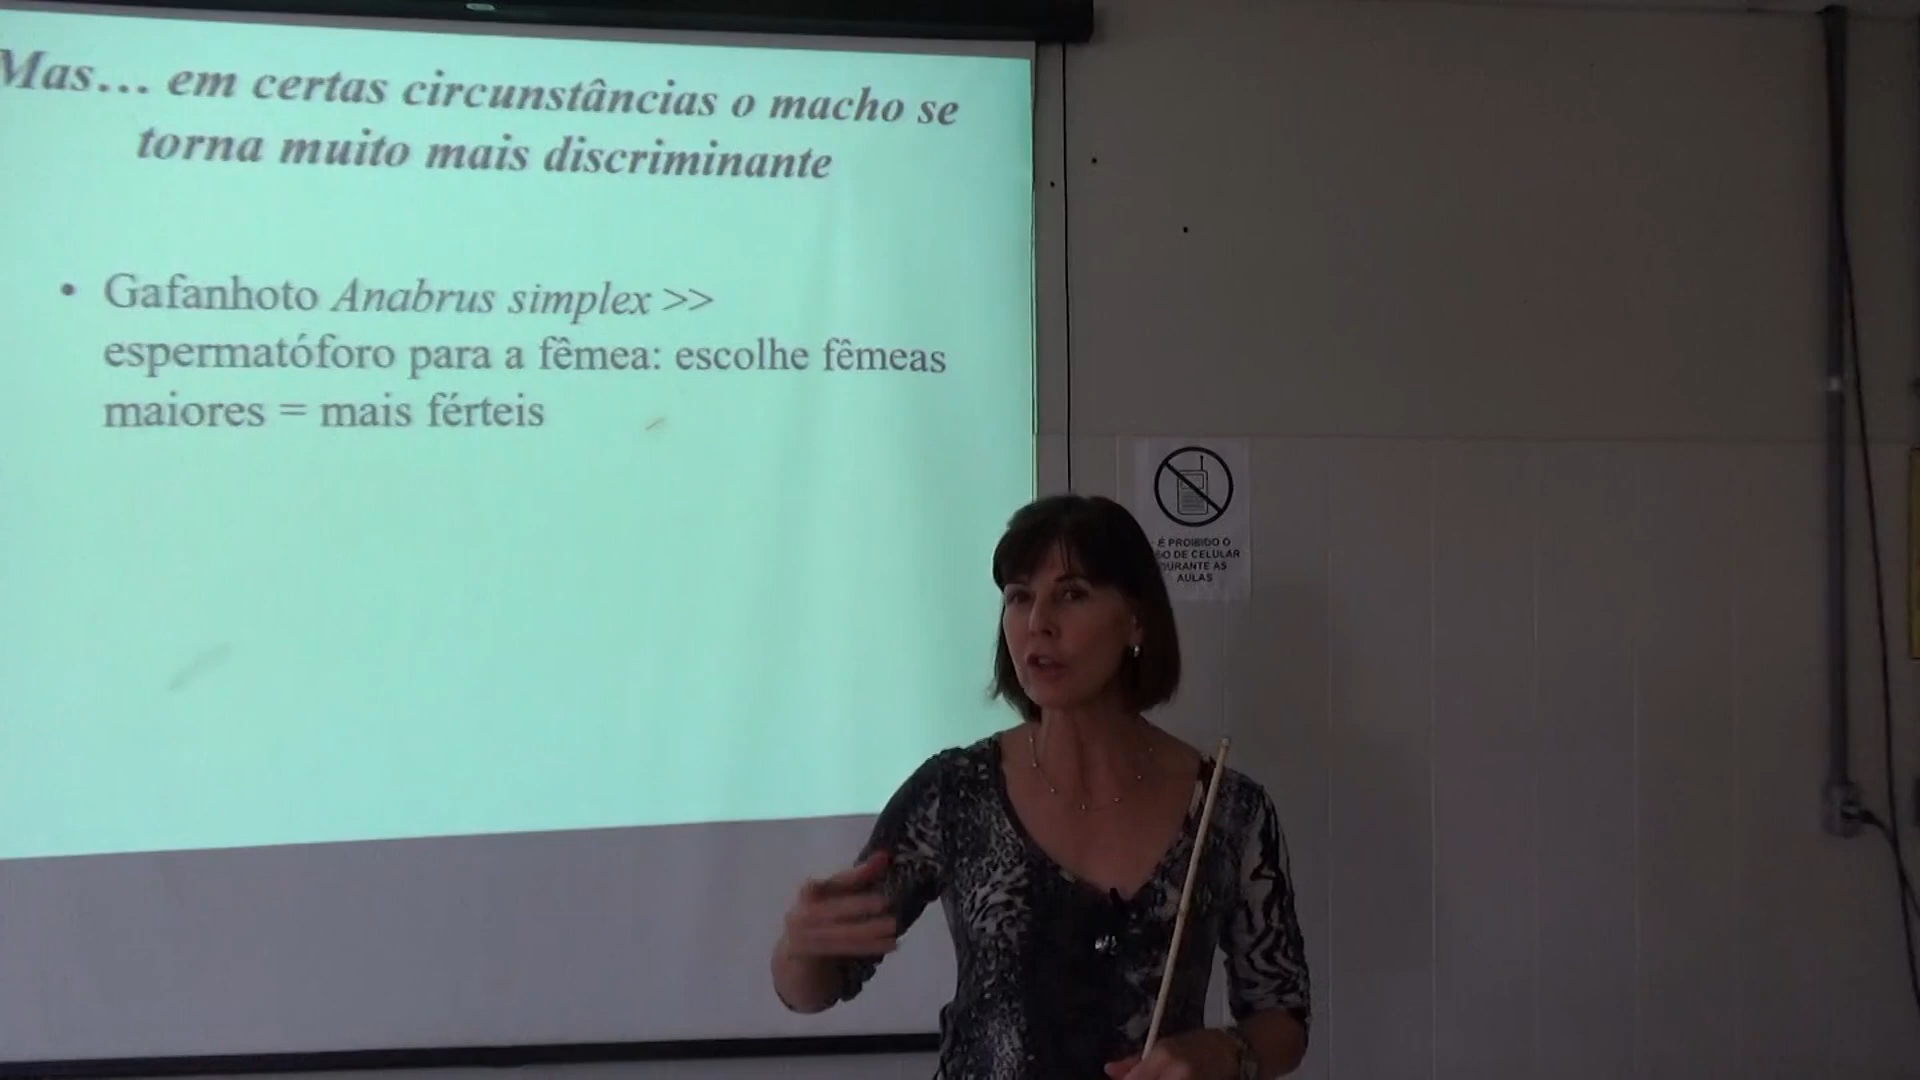 Mas... em certas circunstâncias o macho se
torna muito mais discriminante
• Gafanhoto Anabrus simplex >>
espermatóforo para a fêmea: escolhe fêmeas
maiores = mais férteis
É PROIBIDO O
DE CELULAR
DURANTE AS
AULAS